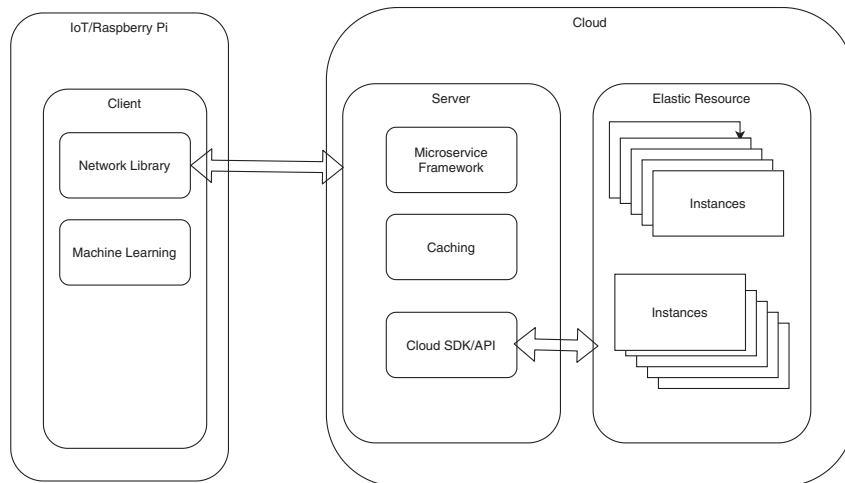 IoT/Raspberry Pi
Client
Network Library
Machine Learning
Cloud
Server
Microservice
Framework
Caching
Cloud SDK/API
Elastic Resource
Instances
Instances